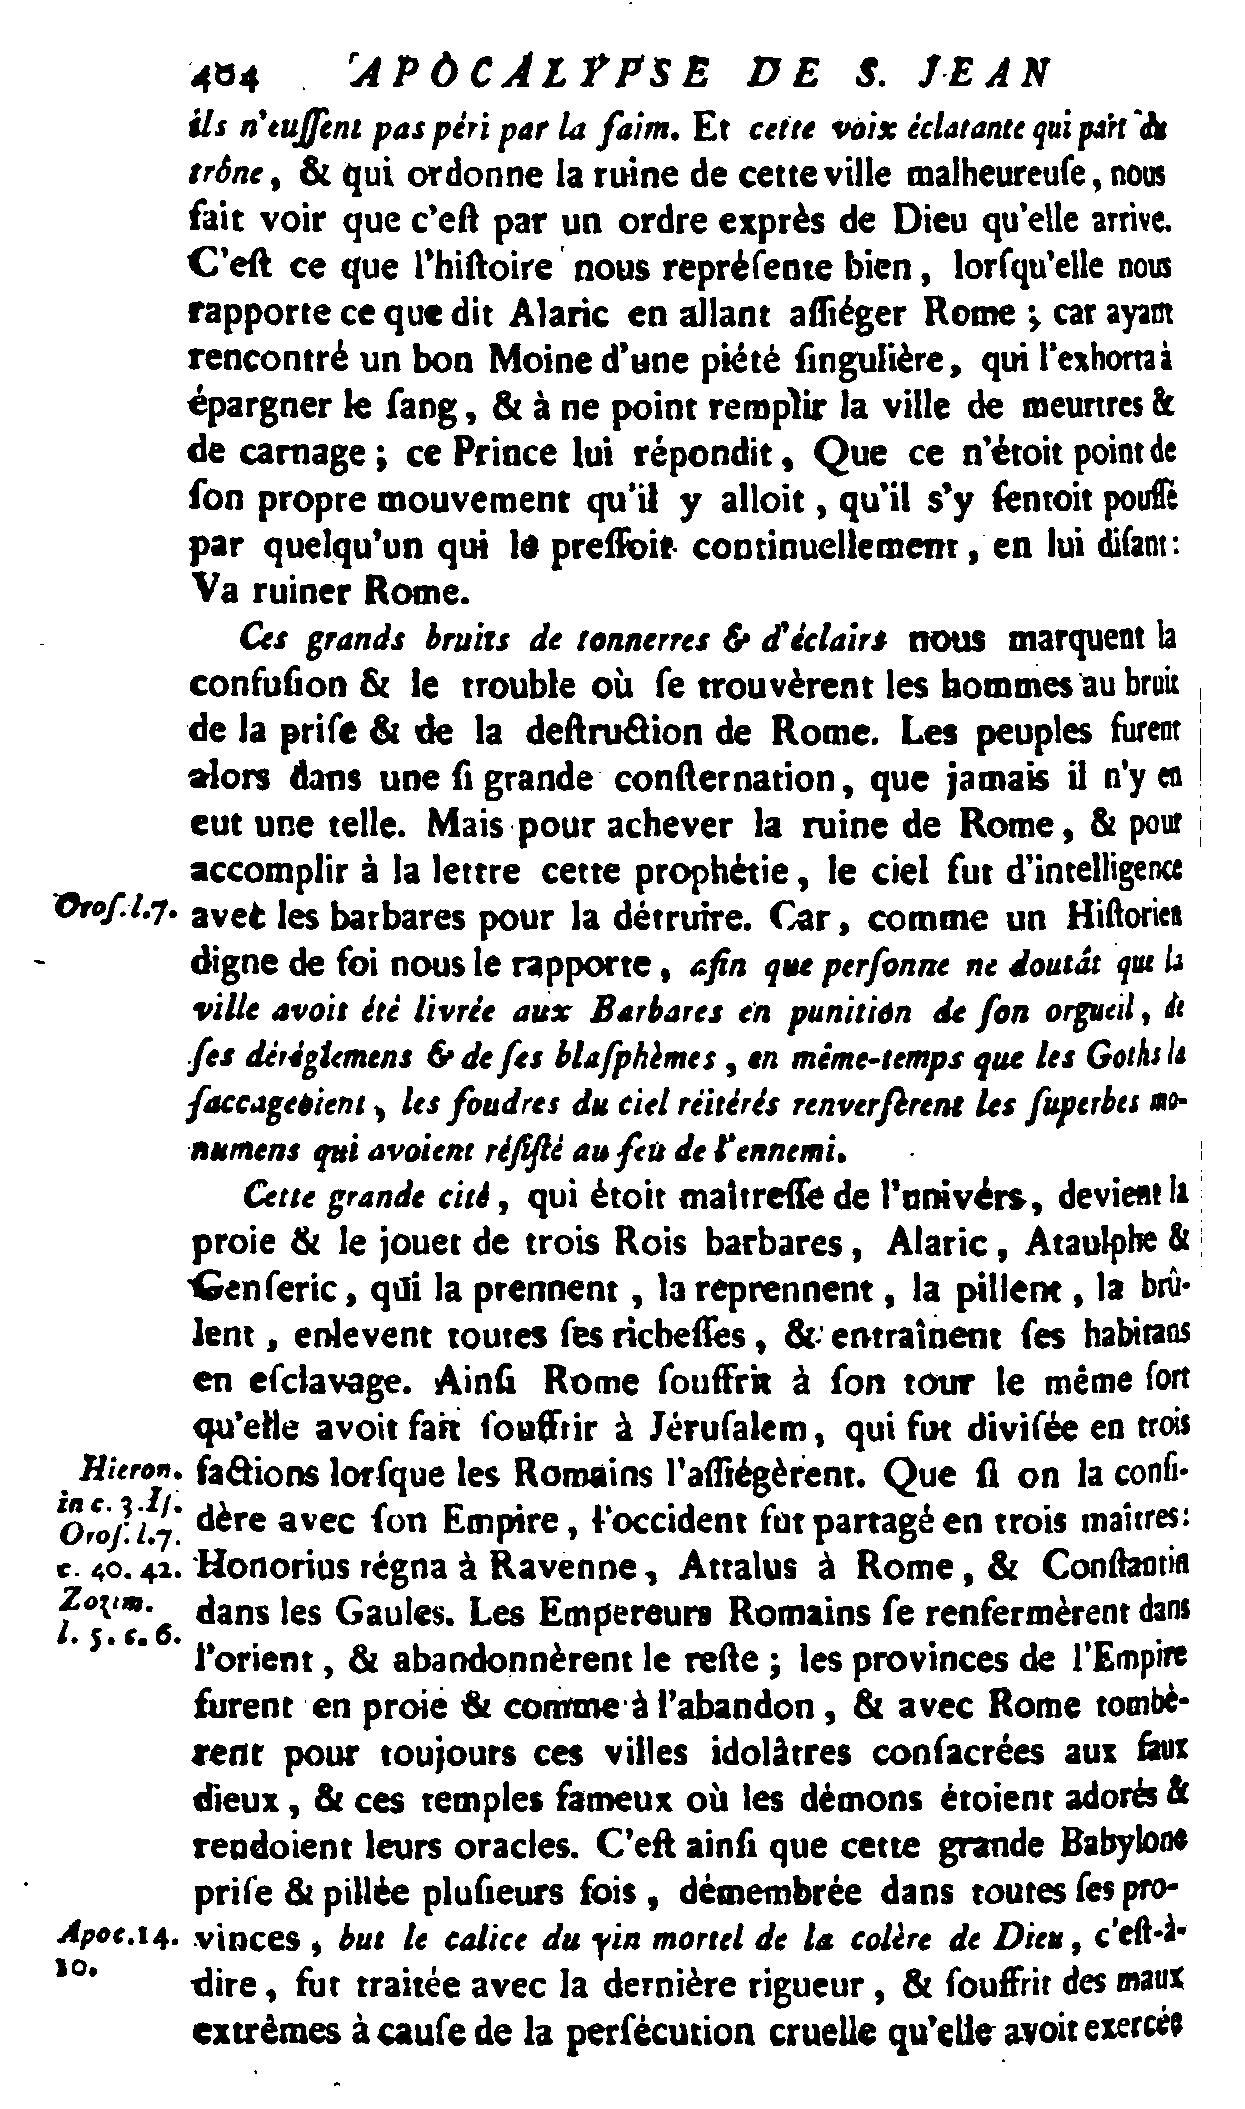 404 APOCALYPSE DE S. JEAN
ils n'euſſent pas péri par la faim. Et cette voix éclatante qui part du
trône, & qui ordonne la ruine de cette ville malheureuſe, nous
fait voir que c'eſt par un ordre exprès de Dieu qu'elle arrive.
C'eſt ce que l'hiſtoire nous repréſente bien, lorſqu'elle nous
rapporte ce que dit Alaric en allant aſſiéger Rome ; car ayant
rencontré un bon Moine d'une piété ſingulière, qui l'exhorta à
épargner le ſang, & à ne point remplir la ville de meurtres &
de carnage ; ce Prince lui répondit, Que ce n'étoit point de
ſon propre mouvement qu'il y alloit, qu'il s'y ſentoit pouſſé
par quelqu'un qui le preſſoit continuellement, en lui diſant :
Va ruiner Rome.
Ces grands bruits de tonnerres & d'éclairs nous marquent la
confuſion & le trouble où ſe trouvèrent les hommes au bruit
de la priſe & de la deſtruction de Rome. Les peuples furent
alors dans une ſi grande conſternation, que jamais il n'y en
eut une telle. Mais pour achever la ruine de Rome, & pour
accomplir à la lettre cette prophétie, le ciel fut d'intelligence
Oroſ. l. 7. avec les barbares pour la détruire. Car, comme un Hiſtorien
digne de foi nous le rapporte, afin que perſonne ne doutât que la
ville avoit été livrée aux Barbares en punition de ſon orgueil, de
ſes déréglemens & de ſes blaſphèmes, en même-temps que les Goths la
ſaccageoient, les foudres du ciel réitérés renverſèrent les ſuperbes mo-
numens qui avoient réſiſté au feu de l'ennemi.
Cette grande cité, qui étoit maîtreſſe de l'univers, devient la
proie & le jouet de trois Rois barbares, Alaric, Ataulphe &
Genſeric, qui la prennent, la reprennent, la pillent, la brû-
lent, enlevent toutes ſes richeſſes, & entraînent ſes habitans
en eſclavage. Ainſi Rome ſouffrit à ſon tour le même ſort
qu'elle avoit fait ſouffrir à Jéruſalem, qui fut diviſée en trois
Hieron. factions lorſque les Romains l'aſſiégèrent. Que ſi on la conſi-
in c. 3. Iſ.
Oroſ. l. 7. dère avec ſon Empire, l'occident fut partagé en trois maîtres :
c. 40. 42. Honorius régna à Ravenne, Attalus à Rome, & Conſtantin
Zozim. dans les Gaules. Les Empereurs Romains ſe renfermèrent dans
l. 5. c. 6.
l'orient, & abandonnèrent le reſte ; les provinces de l'Empire
furent en proie & comme à l'abandon, & avec Rome tombè-
rent pour toujours ces villes idolâtres conſacrées aux faux
dieux, & ces temples fameux où les démons étoient adorés &
rendoient leurs oracles. C'eſt ainſi que cette grande Babylone
priſe & pillée pluſieurs fois, démembrée dans toutes ſes pro-
Apoc. 14. vinces, but le calice du vin mortel de la colère de Dieu, c'eſt-à-
10.
dire, fut traitée avec la dernière rigueur, & ſouffrit des maux
extrêmes à cauſe de la perſécution cruelle qu'elle avoit exercée